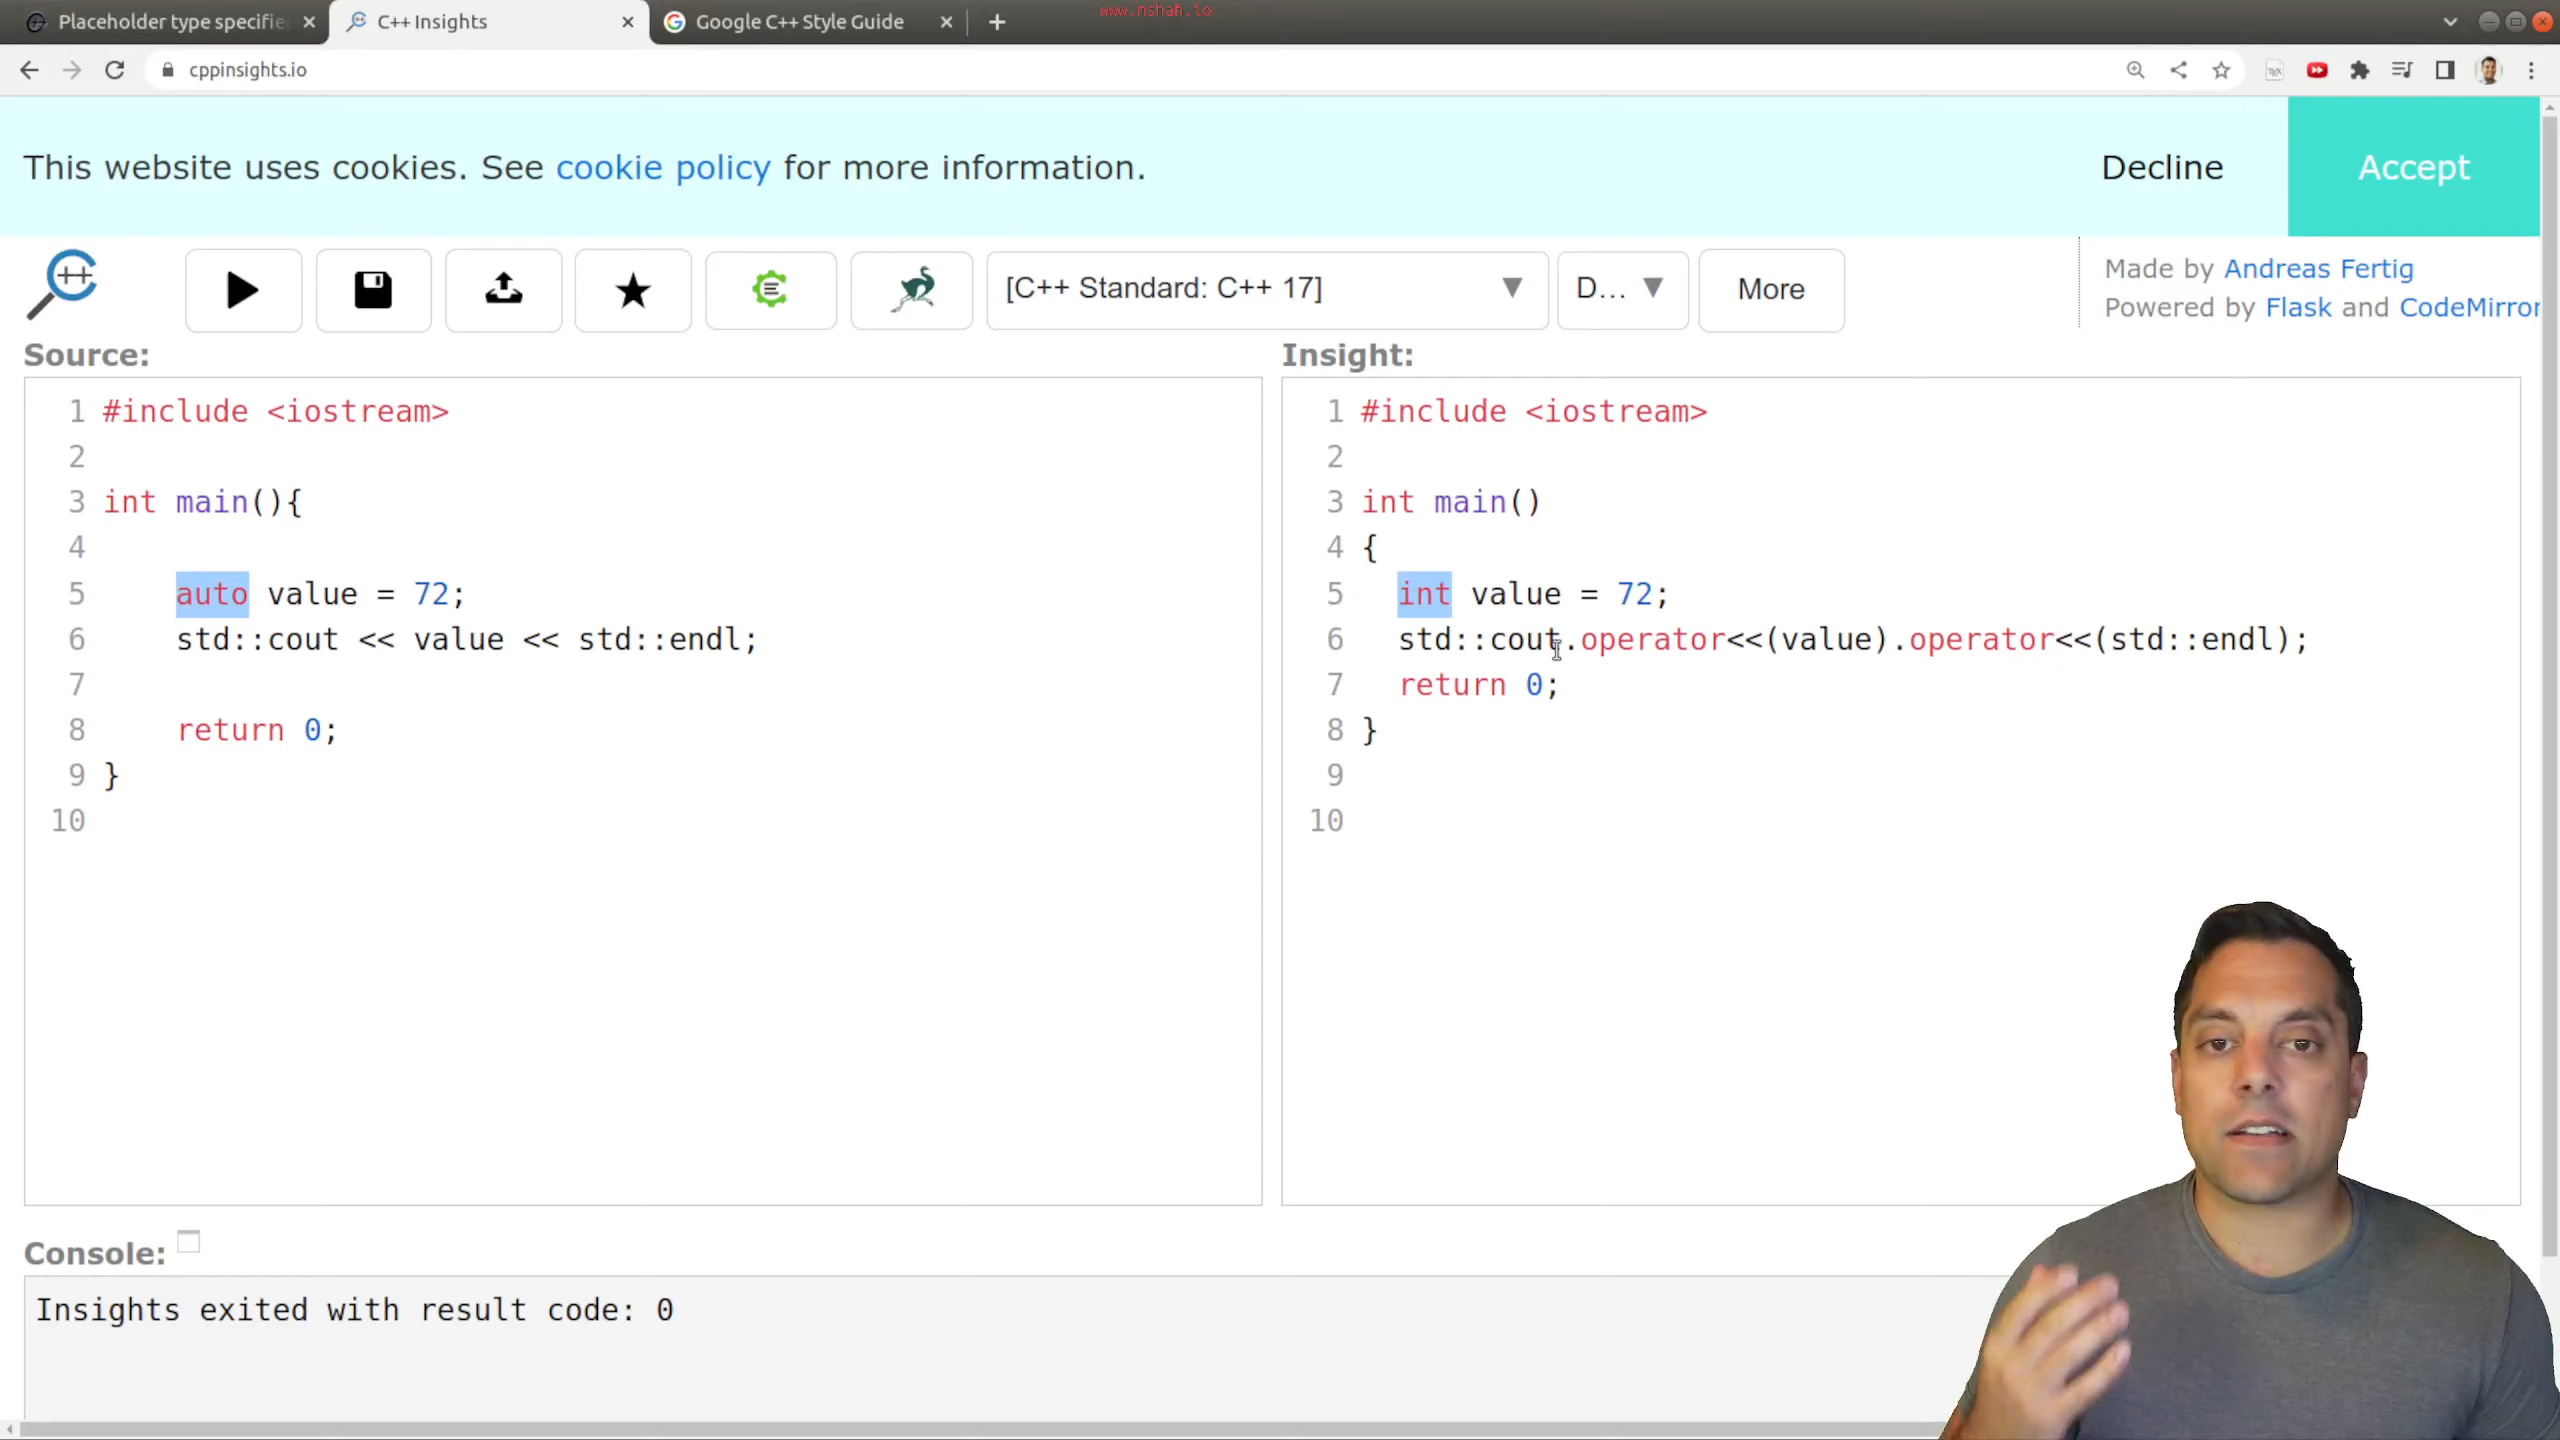 www.mshah.io
Placeholder type specifie
C++ Insights
Google C++ Style Guide
cppinsights.io
This website uses cookies. See cookie policy for more information.
Decline
Accept
[C++ Standard: C++ 17]
D...
More
Made by Andreas Fertig
Powered by Flask and CodeMirror
Source:
1 #include <iostream>
2
3 int main(){
4
5 auto value = 72;
6 std::cout << value << std::endl;
7
8 return 0;
9 }
10
Insight:
1 #include <iostream>
2
3 int main()
4 {
5 int value = 72;
6 std::cout.operator<<(value).operator<<(std::endl);
7 return 0;
8 }
9
10
Console:
Insights exited with result code: 0